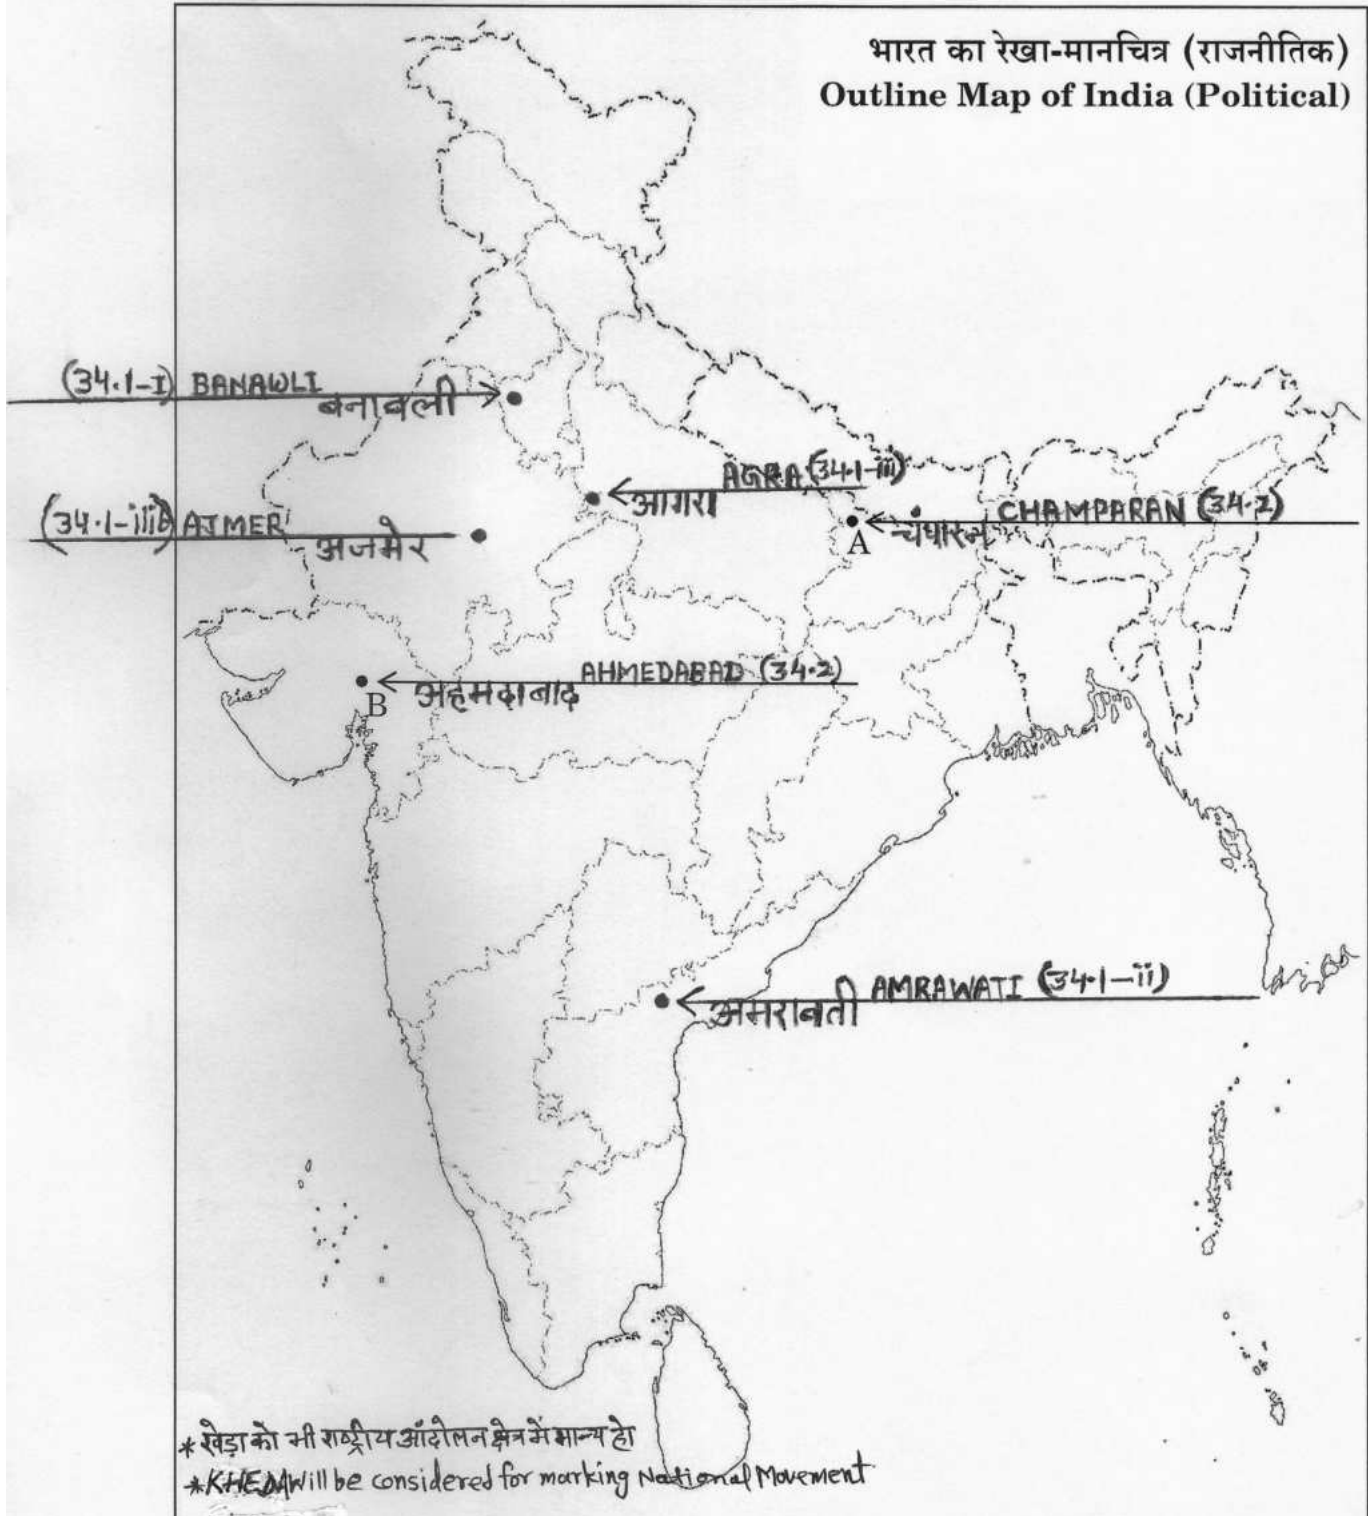 भारत का रेखा-मानचित्र (राजनीतिक)
Outline Map of India (Political)
(34.1-I) BANAWLI
बनावली
AGRA (34.1-iii)
आगरा
CHAMPARAN (34.2)
A चंपारन
(34.1-iii) AJMER
अजमेर
AHMEDABAD (34.2)
B अहमदाबाद
AMRAWATI (34.1-ii)
अमरावती
* खेड़ा को भी राष्ट्रीय आंदोलन क्षेत्र में मान्य हो
* KHEDA Will be considered for marking National Movement